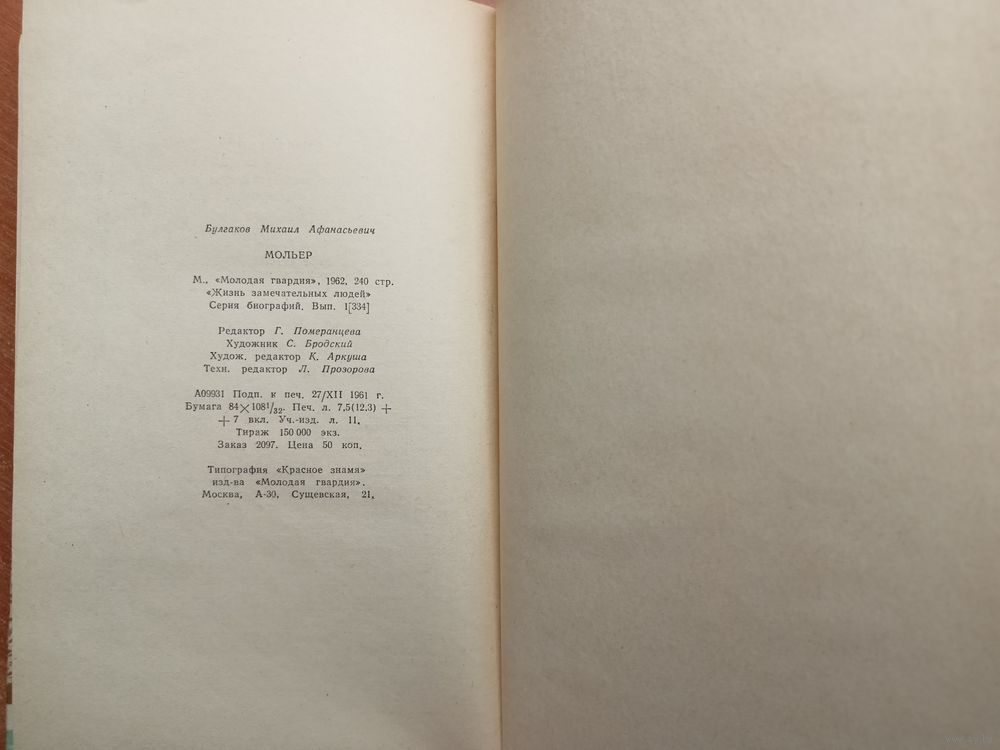 Булгаков Михаил Афанасьевич
МОЛЬЕР
М., «Молодая гвардия», 1962. 240 стр.
«Жизнь замечательных людей»
Серия биографий. Вып. 1[334]
Редактор Г. Померанцева
Художник С. Бродский
Худож. редактор К. Аркуша
Техн. редактор Л. Прозорова
А09931 Подп. к печ. 27/XII 1961 г.
Бумага 84×108 1/32. Печ. л. 7,5(12,3) +
+7 вкл. Уч.-изд. л. 11.
Тираж 150 000 экз.
Заказ 2097. Цена 50 коп.
Типография «Красное знамя»
изд-ва «Молодая гвардия».
Москва, А-30, Сущевская, 21.